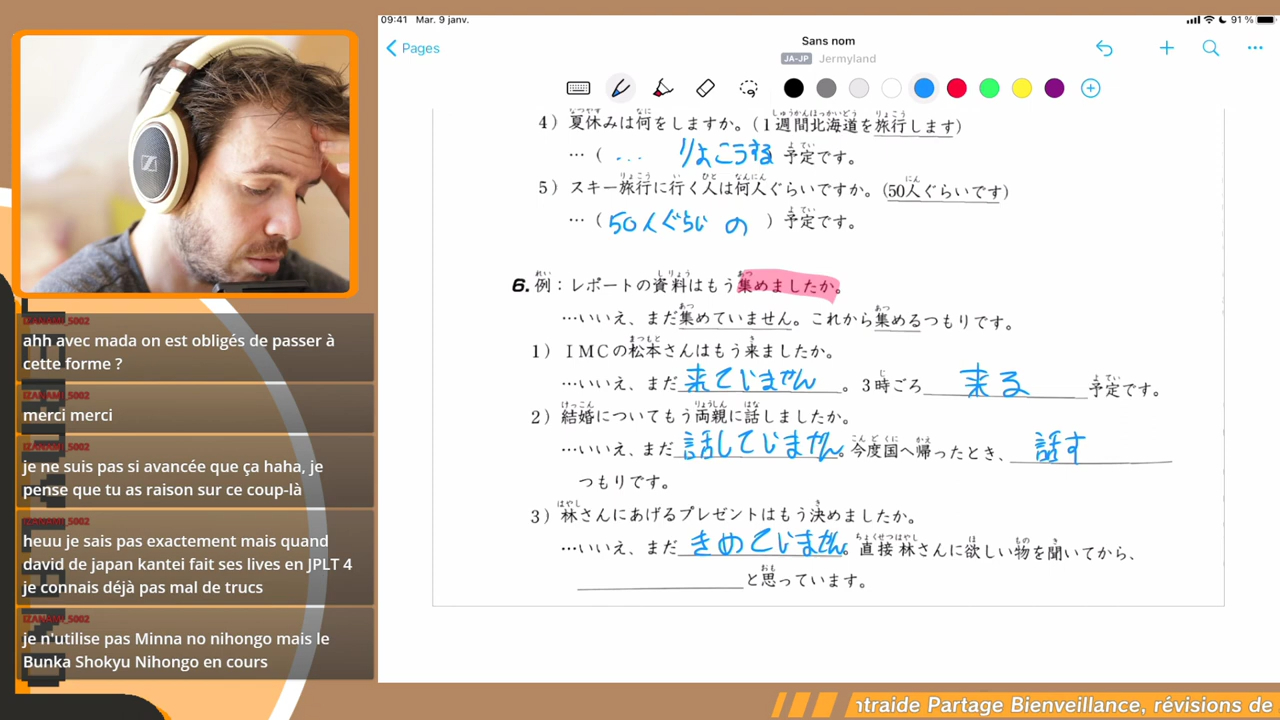 09:41 Mar. 9 janv.
91 %
Pages
Sans nom
JA-JP Jermyland
4）夏休みは何をしますか。（1週間北海道を旅行します）
…（ … りょこうする 予定です。
5）スキー旅行に行く人は何人ぐらいですか。（50人ぐらいです）
…（ 50人ぐらい の ）予定です。
6. 例：レポートの資料はもう集めましたか。
…いいえ、まだ集めていません。これから集めるつもりです。
1）ＩＭＣの松本さんはもう来ましたか。
…いいえ、まだ 来ていません 。3時ごろ 来る 予定です。
2）結婚についてもう両親に話しましたか。
…いいえ、まだ 話していません 。今度国へ帰ったとき、 話す
つもりです。
3）林さんにあげるプレゼントはもう決めましたか。
…いいえ、まだ きめていません 。直接林さんに欲しい物を聞いてから、
と思っています。
IZANAMI_5002
ahh avec mada on est obligés de passer à
cette forme ?
IZANAMI_5002
merci merci
IZANAMI_5002
je ne suis pas si avancée que ça haha, je
pense que tu as raison sur ce coup-là
IZANAMI_5002
heuu je sais pas exactement mais quand
david de japan kantei fait ses lives en JPLT 4
je connais déjà pas mal de trucs
IZANAMI_5002
je n'utilise pas Minna no nihongo mais le
Bunka Shokyu Nihongo en cours
ntraide Partage Bienveillance, révisions de